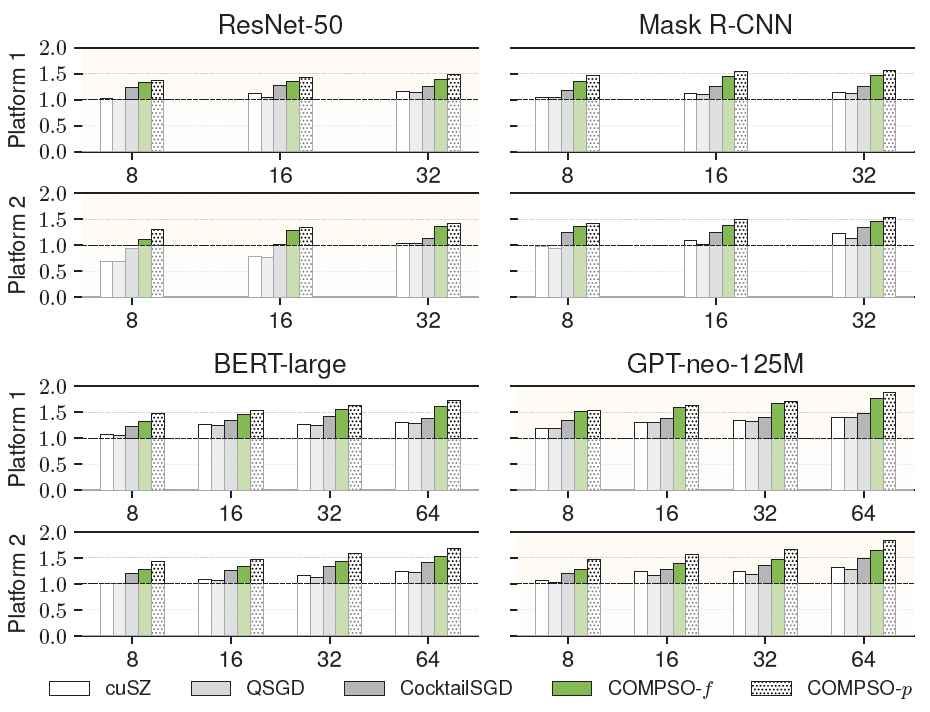 ResNet-50 Mask R-CNN
Platform 1
2.0
1.5
1.0
0.5
0.0
8 16 32 8 16 32
Platform 2
2.0
1.5
1.0
0.5
0.0
8 16 32 8 16 32
BERT-large GPT-neo-125M
Platform 1
2.0
1.5
1.0
0.5
0.0
8 16 32 64 8 16 32 64
Platform 2
2.0
1.5
1.0
0.5
0.0
8 16 32 64 8 16 32 64
cuSZ QSGD CocktailSGD COMPSO-f COMPSO-p